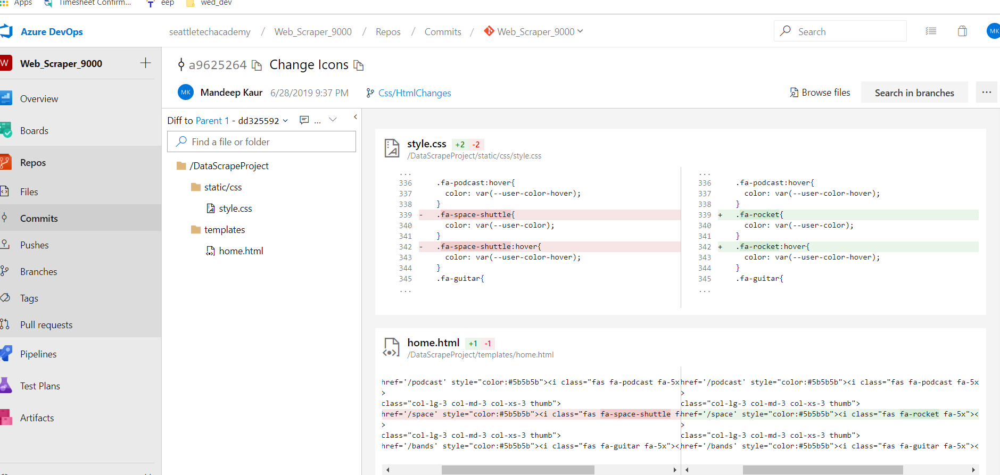 Apps Timesheet Confirm... eep wed_dev
Azure DevOps
seattletechacademy / Web_Scraper_9000 / Repos / Commits / Web_Scraper_9000
Search
MK
W Web_Scraper_9000 +
Overview
Boards
Repos
Files
Commits
Pushes
Branches
Tags
Pull requests
Pipelines
Test Plans
Artifacts
a9625264 Change Icons
MK Mandeep Kaur 6/28/2019 9:37 PM Css/HtmlChanges
Browse files Search in branches ...
Diff to Parent 1 - dd325592 ...
Find a file or folder
/DataScrapeProject
static/css
style.css
templates
home.html
style.css +2 -2
/DataScrapeProject/static/css/style.css
...
336 .fa-podcast:hover{
337 color: var(--user-color-hover);
338 }
339 - .fa-space-shuttle{
340 color: var(--user-color);
341 }
342 - .fa-space-shuttle:hover{
343 color: var(--user-color-hover);
344 }
345 .fa-guitar{
...
...
336 .fa-podcast:hover{
337 color: var(--user-color-hover);
338 }
339 + .fa-rocket{
340 color: var(--user-color);
341 }
342 + .fa-rocket:hover{
343 color: var(--user-color-hover);
344 }
345 .fa-guitar{
...
home.html +1 -1
/DataScrapeProject/templates/home.html
href='/podcast' style="color:#5b5b5b"><i class="fas fa-podcast fa-5x
>
class="col-lg-3 col-md-3 col-xs-3 thumb">
href='/space' style="color:#5b5b5b"><i class="fas fa-space-shuttle f
>
class="col-lg-3 col-md-3 col-xs-3 thumb">
href='/bands' style="color:#5b5b5b"><i class="fas fa-guitar fa-5x"><
href='/podcast' style="color:#5b5b5b"><i class="fas fa-podcast fa-5x
>
class="col-lg-3 col-md-3 col-xs-3 thumb">
href='/space' style="color:#5b5b5b"><i class="fas fa-rocket fa-5x"><
>
class="col-lg-3 col-md-3 col-xs-3 thumb">
href='/bands' style="color:#5b5b5b"><i class="fas fa-guitar fa-5x"><